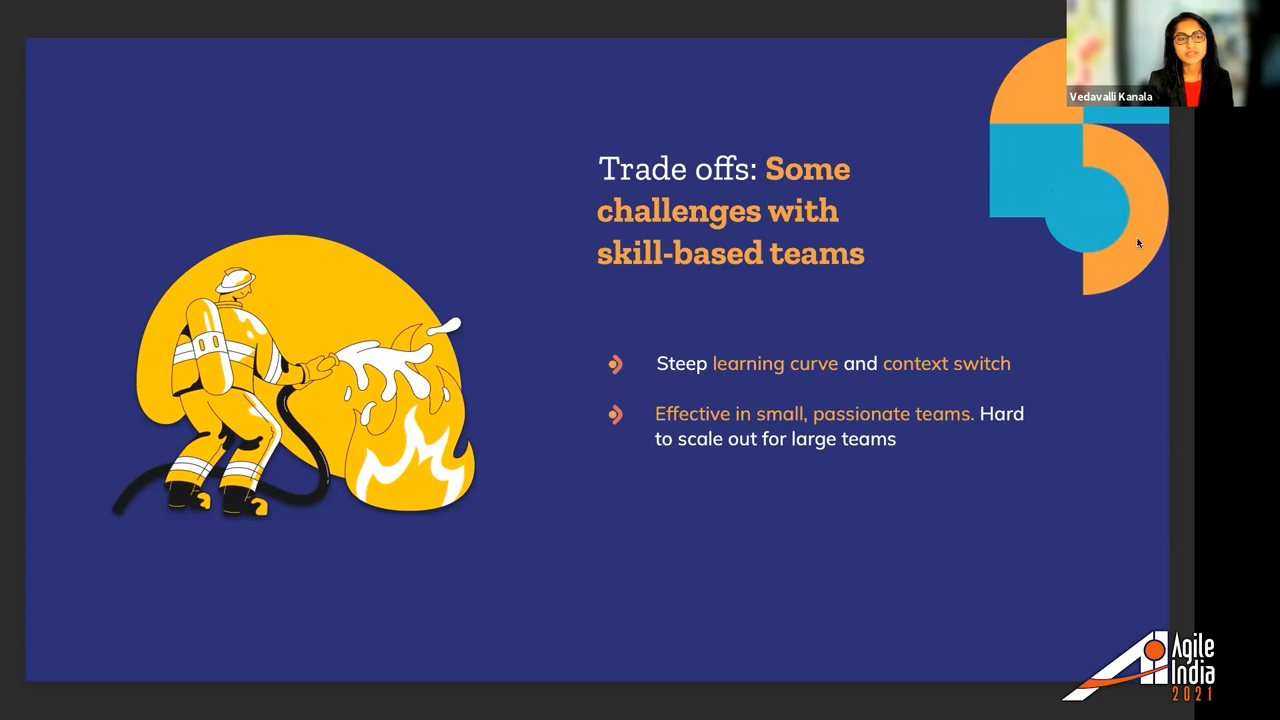 Vedavalli Kanala
Trade offs: Some
challenges with
skill-based teams
Steep learning curve and context switch
Effective in small, passionate teams. Hard
to scale out for large teams
Agile
India
2021